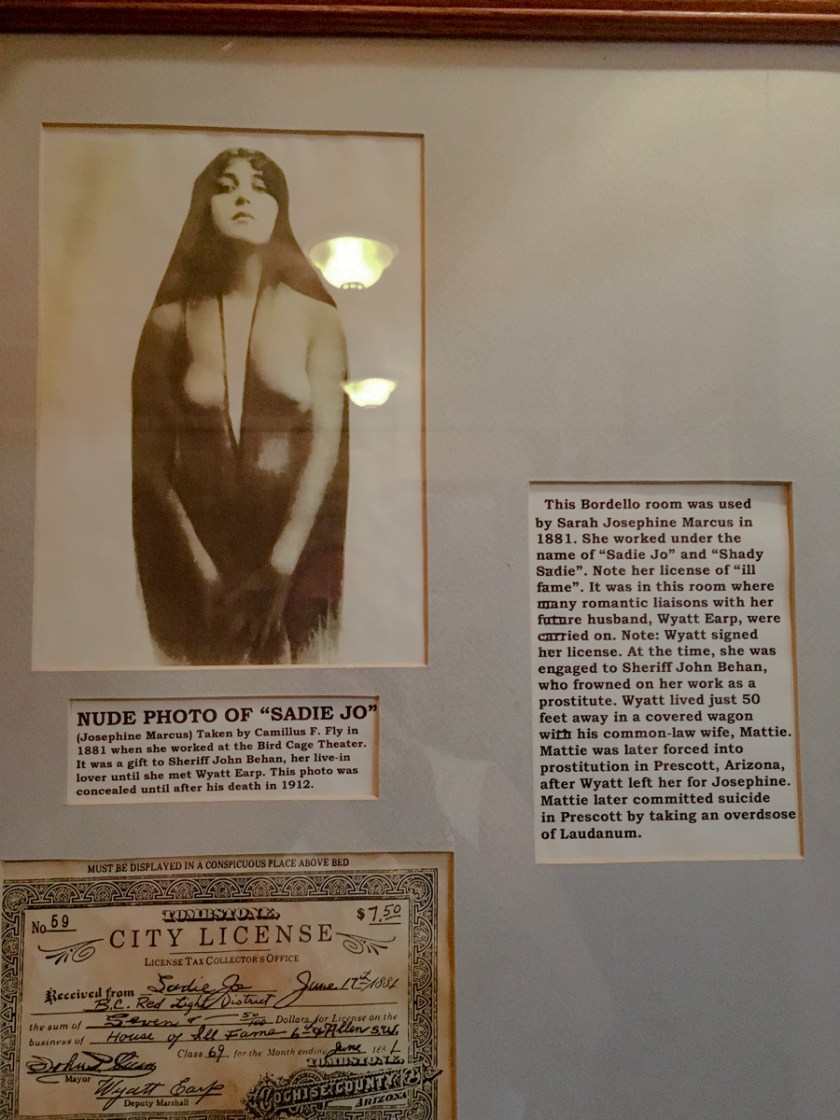 NUDE PHOTO OF "SADIE JO"
(Josephine Marcus) Taken by Camillus F. Fly in
1881 when she worked at the Bird Cage Theater.
It was a gift to Sheriff John Behan, her live-in
lover until she met Wyatt Earp. This photo was
concealed until after his death in 1912.
This Bordello room was used
by Sarah Josephine Marcus in
1881. She worked under the
name of "Sadie Jo" and "Shady
Sadie". Note her license of "ill
fame". It was in this room where
many romantic liaisons with her
future husband, Wyatt Earp, were
carried on. Note: Wyatt signed
her license. At the time, she was
engaged to Sheriff John Behan,
who frowned on her work as a
prostitute. Wyatt lived just 50
feet away in a covered wagon
with his common-law wife, Mattie.
Mattie was later forced into
prostitution in Prescott, Arizona,
after Wyatt left her for Josephine.
Mattie later committed suicide
in Prescott by taking an overdsose
of Laudanum.
MUST BE DISPLAYED IN A CONSPICUOUS PLACE ABOVE BED
No. 59 TOMBSTONE, $7.50
CITY LICENSE
LICENSE TAX COLLECTOR'S OFFICE
Received from Sadie Jo June 17 1881
B.C. Red Light District
the sum of Seven & 50/100 Dollars for License on the
business of House of Ill Fame 6th & Allen Sts.
Class 69 for the Month ending June 1881
TOMBSTONE,
John
Mayor
Wyatt Earp
Deputy Marshall
COCHISE COUNTY
ARIZONA